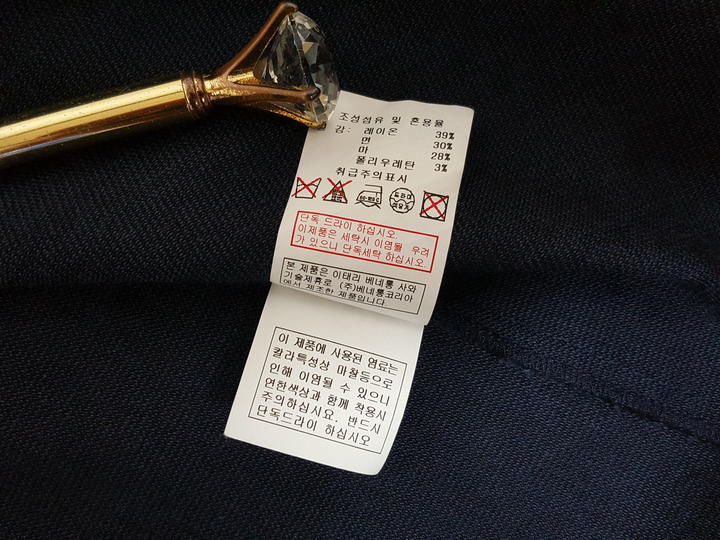 조성섬유 및 혼용율
감: 레이온 39%
면 30%
마 28%
폴리우레탄 3%
취급주의표시
드라이
단독 드라이 하십시오.
이제품은 세탁시 이염될 우려
가 있으니 단독세탁 하십시오.
본 제품은 이태리 베네통 사와
기술제휴로 (주)베네통코리아
에서 제조한 제품입니다.
이 제품에 사용된 염료는
칼라특성상 마찰등으로
인해 이염될 수 있으니
연한색상과 함께 착용시
주의하십시요. 반드시
단독드라이 하십시오